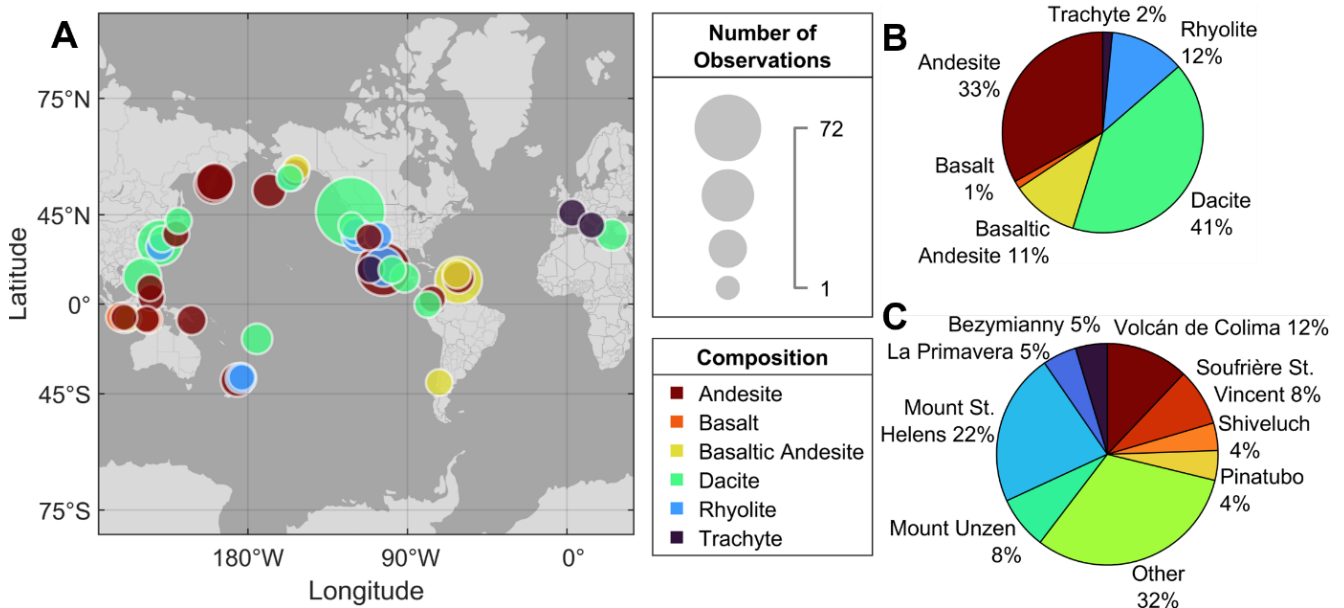 A
75°N
45°N
0°
45°S
75°S
Latitude
180°W
90°W
0°
Longitude
Number of
Observations
72
1
Composition
Andesite
Basalt
Basaltic Andesite
Dacite
Rhyolite
Trachyte
B
Trachyte 2%
Rhyolite
12%
Andesite
33%
Basalt
1%
Basaltic
Andesite 11%
Dacite
41%
C
Bezymianny 5%
Volcán de Colima 12%
La Primavera 5%
Soufrière St.
Vincent 8%
Mount St.
Helens 22%
Shiveluch
4%
Pinatubo
4%
Mount Unzen
8%
Other
32%